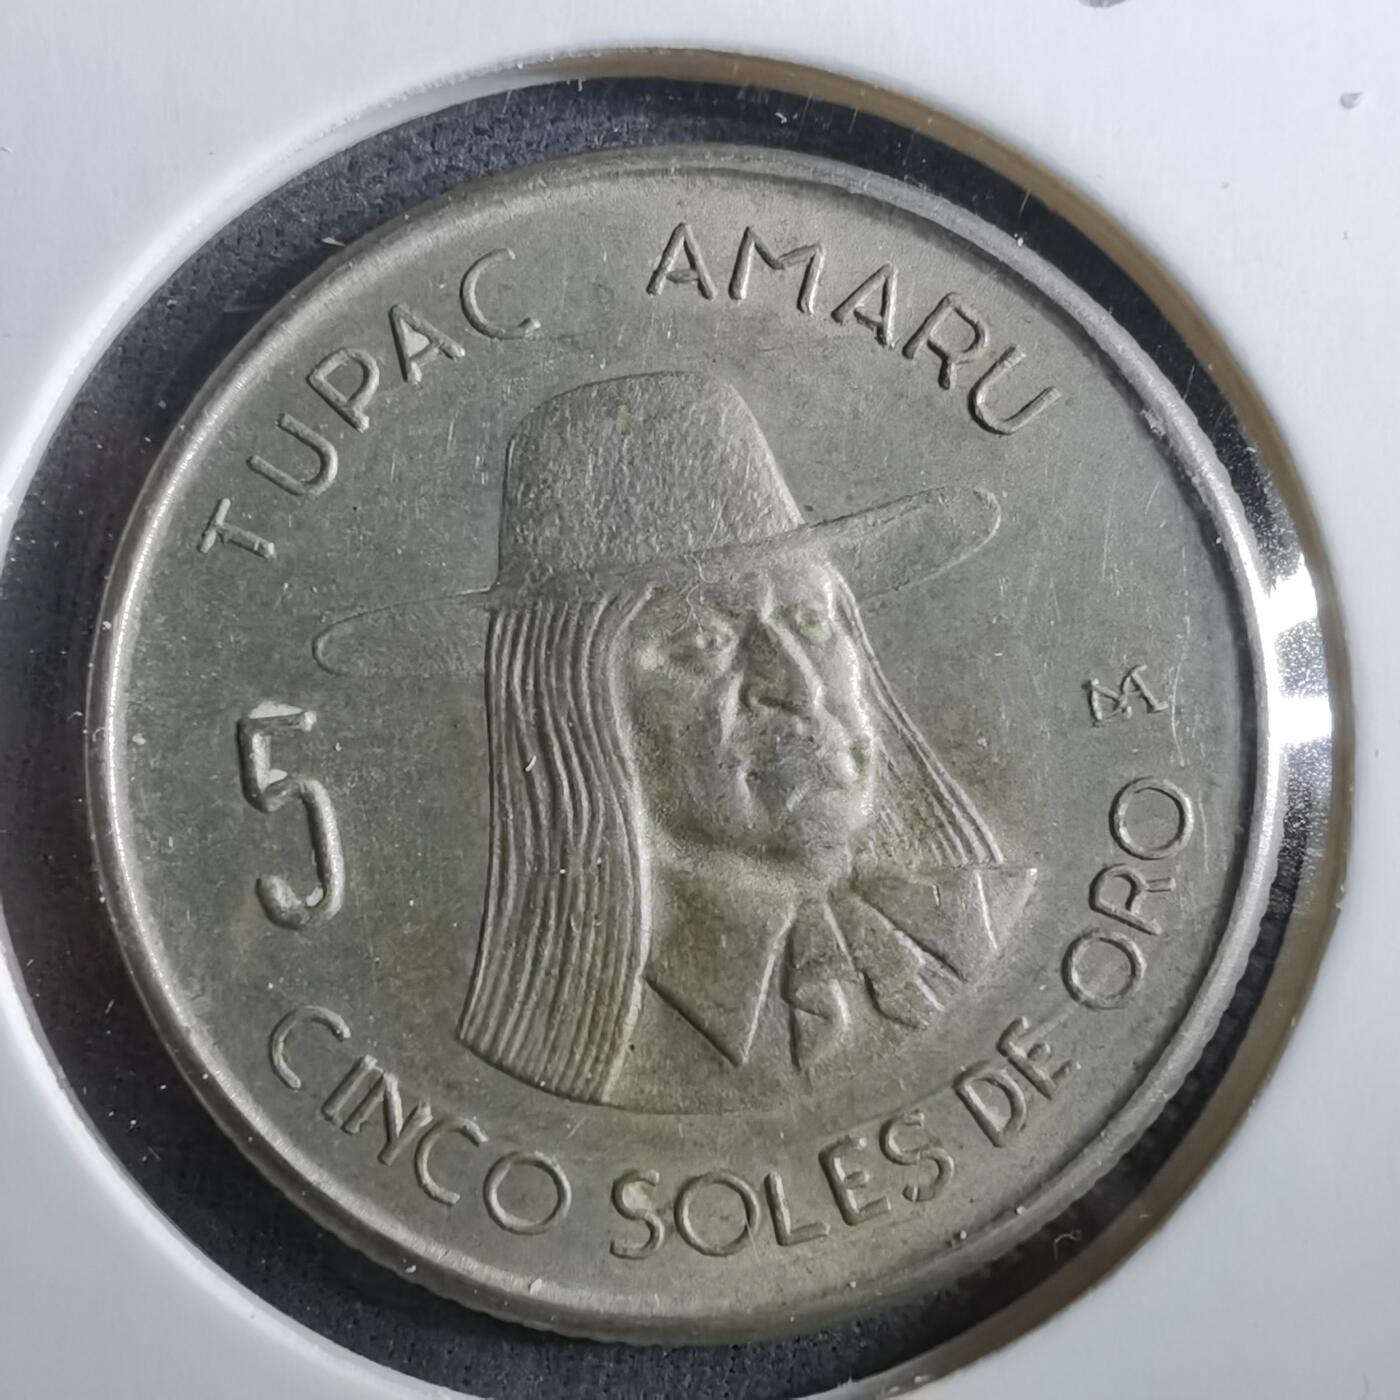 TUPAC AMARU
5
CINCO SOLES DE ORO